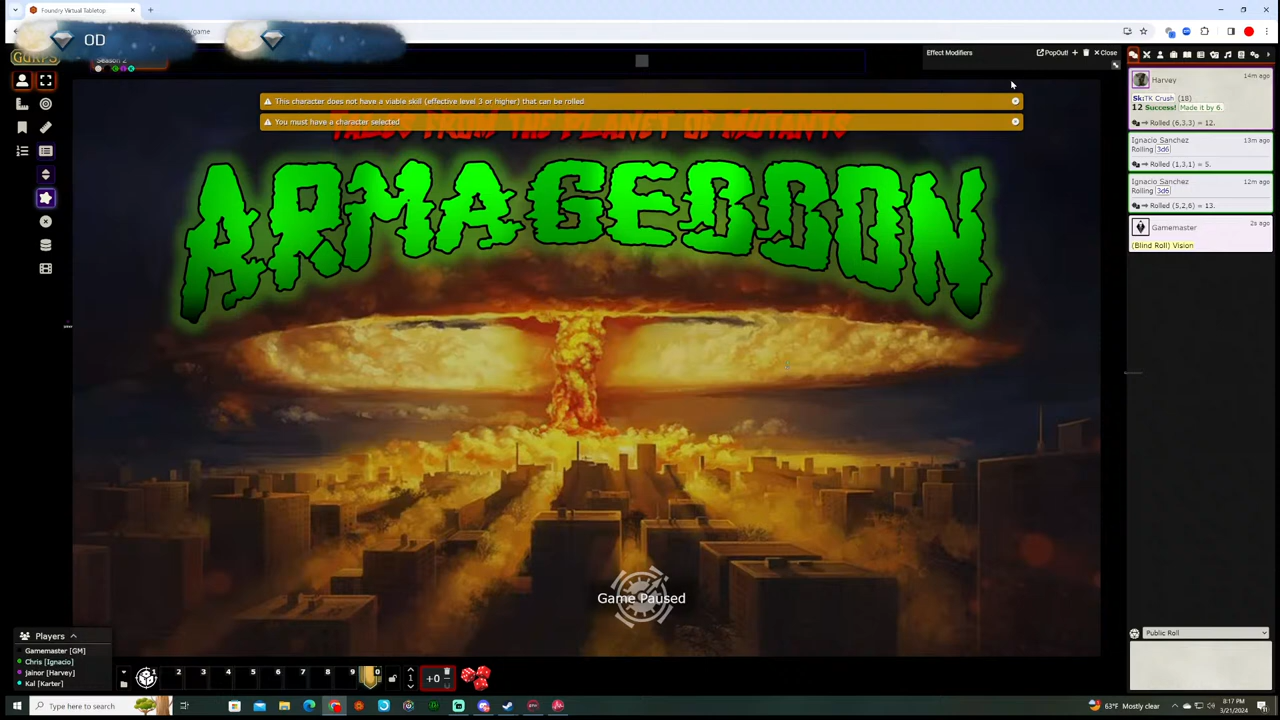 Foundry Virtual Tabletop
/game
OD
GURPS
Season 2
Effect Modifiers
PopOut!
Close
This character does not have a viable skill (effective level 3 or higher) that can be rolled
You must have a character selected
TALES FROM THE PLANET OF MUTANTS
ARMAGEDDON
Harvey
14m ago
Sk:TK Crush (18)
12 Success! Made it by 6.
Rolled (6,3,3) = 12.
Ignacio Sanchez
13m ago
Rolling 3d6
Rolled (1,3,1) = 5.
Ignacio Sanchez
12m ago
Rolling 3d6
Rolled (5,2,6) = 13.
Gamemaster
2s ago
(Blind Roll) Vision
Game Paused
Public Roll
Players
Gamemaster [GM]
Chris [Ignacio]
Jainor [Harvey]
Kal [Karter]
1 2 3 4 5 6 7 8 9 0
1
+0
Type here to search
63°F Mostly clear
8:17 PM
3/21/2024